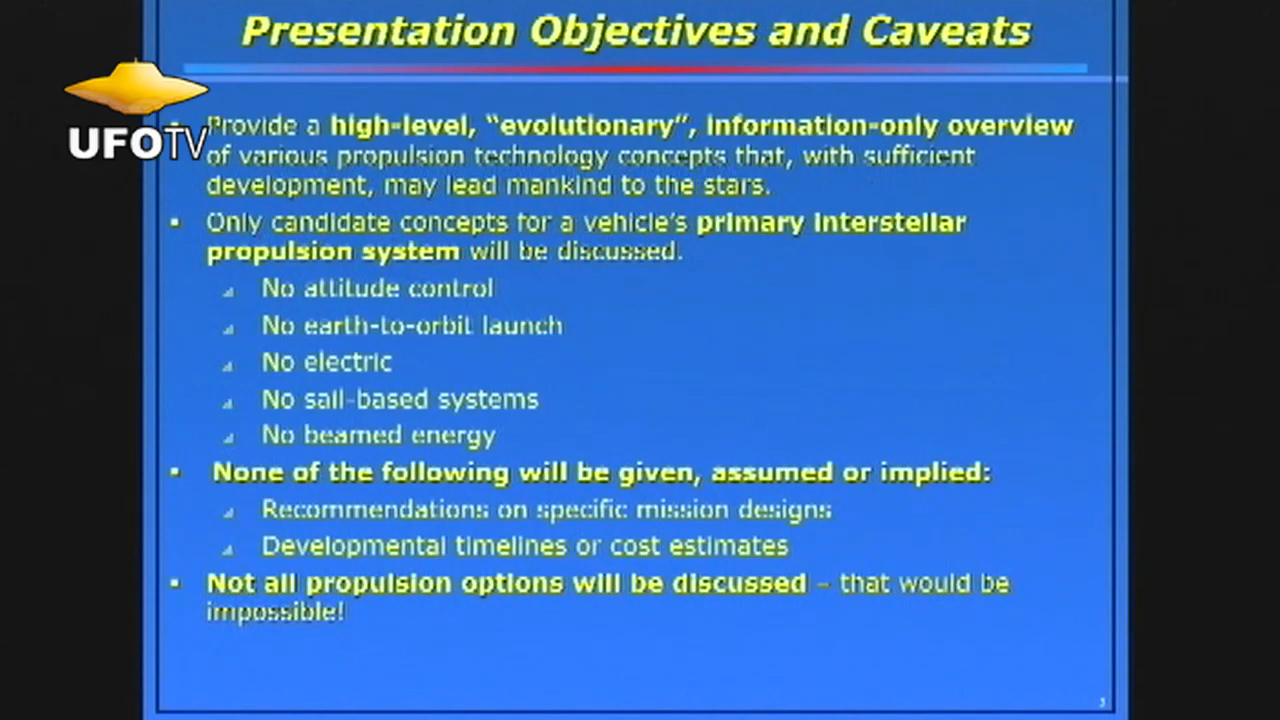 Presentation Objectives and Caveats
UFOTV
Provide a high-level, “evolutionary”, information-only overview
of various propulsion technology concepts that, with sufficient
development, may lead mankind to the stars.
Only candidate concepts for a vehicle’s primary interstellar
propulsion system will be discussed.
No attitude control
No earth-to-orbit launch
No electric
No sail-based systems
No beamed energy
None of the following will be given, assumed or implied:
Recommendations on specific mission designs
Developmental timelines or cost estimates
Not all propulsion options will be discussed – that would be
impossible!